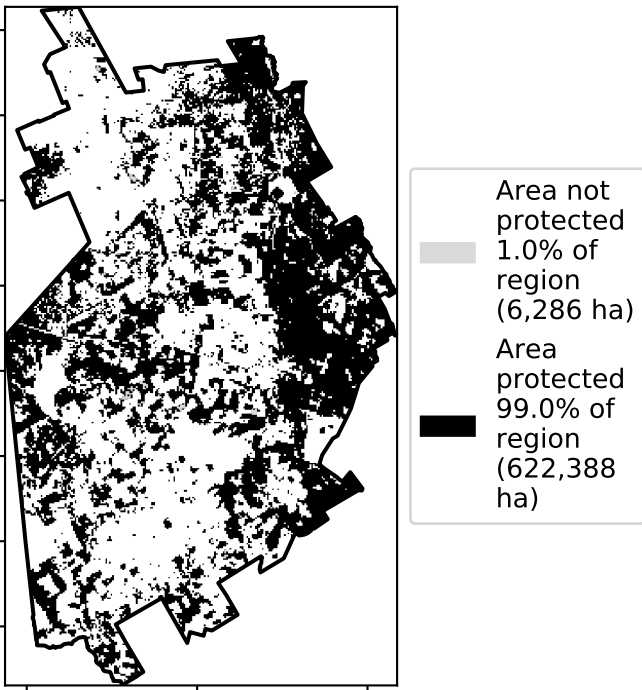 Area not
protected
1.0% of
region
(6,286 ha)
Area
protected
99.0% of
region
(622,388
ha)